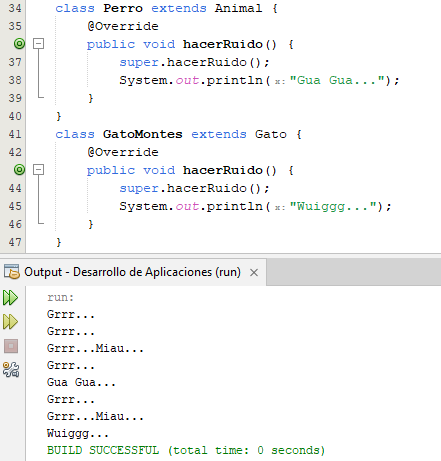 34 class Perro extends Animal {
35 @Override
public void hacerRuido() {
37 super.hacerRuido();
38 System.out.println(x: "Gua Gua...");
39 }
40 }
41 class GatoMontes extends Gato {
42 @Override
public void hacerRuido() {
44 super.hacerRuido();
45 System.out.println(x: "Wuiggg...");
46 }
47 }
Output - Desarrollo de Aplicaciones (run) ×
run:
Grrr...
Grrr...
Grrr...Miau...
Grrr...
Gua Gua...
Grrr...
Grrr...Miau...
Wuiggg...
BUILD SUCCESSFUL (total time: 0 seconds)